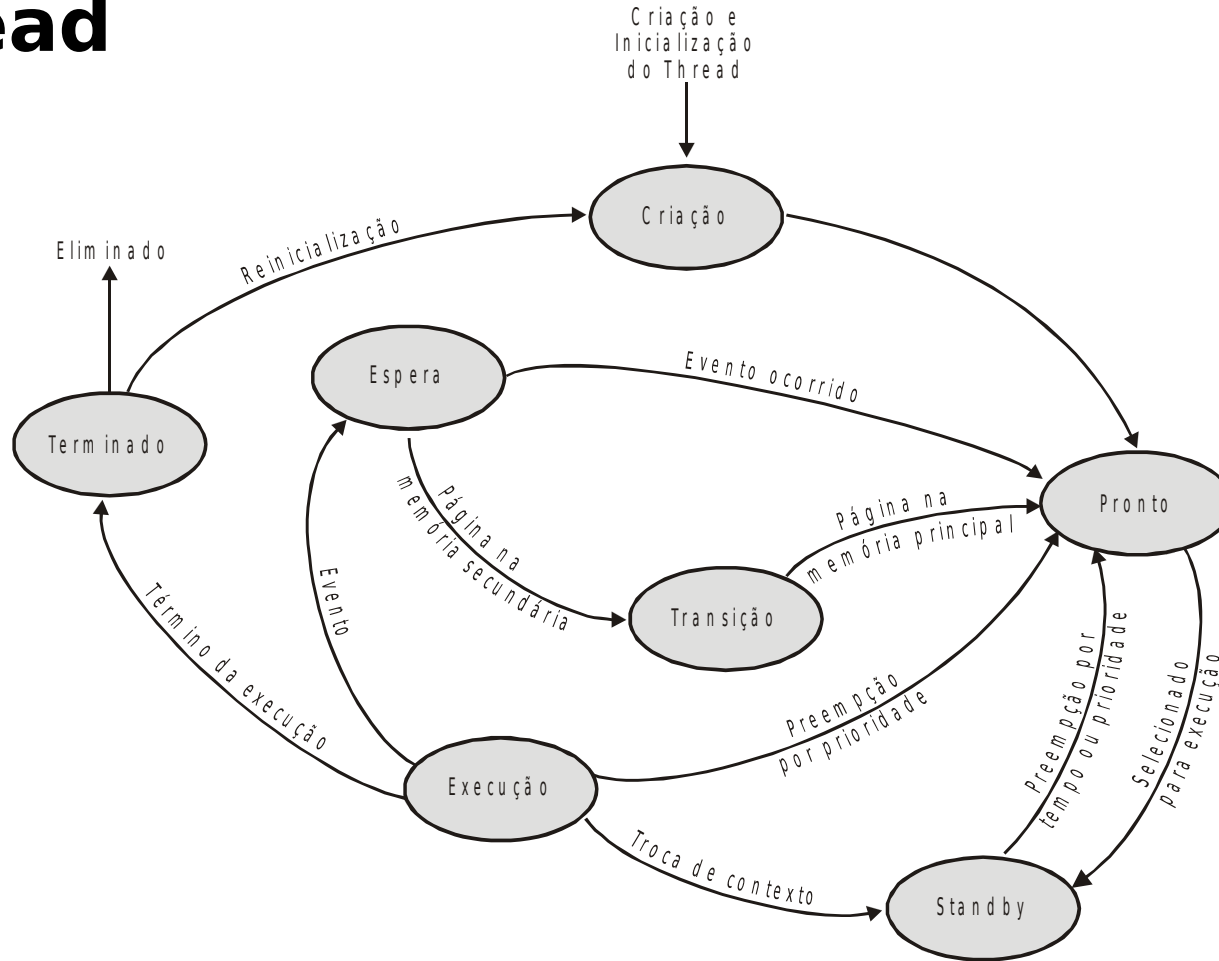 ead
Criação e
Inicialização
do Thread
Criação
Reinicialização
Eliminado
Espera
Evento ocorrido
Terminado
Pronto
Página na
memória secundária
Página na
memória principal
Evento
Transição
Término da execução
Preempção
por prioridade
Preempção por
tempo ou prioridade
Selecionado
para execução
Execução
Troca de contexto
Standby